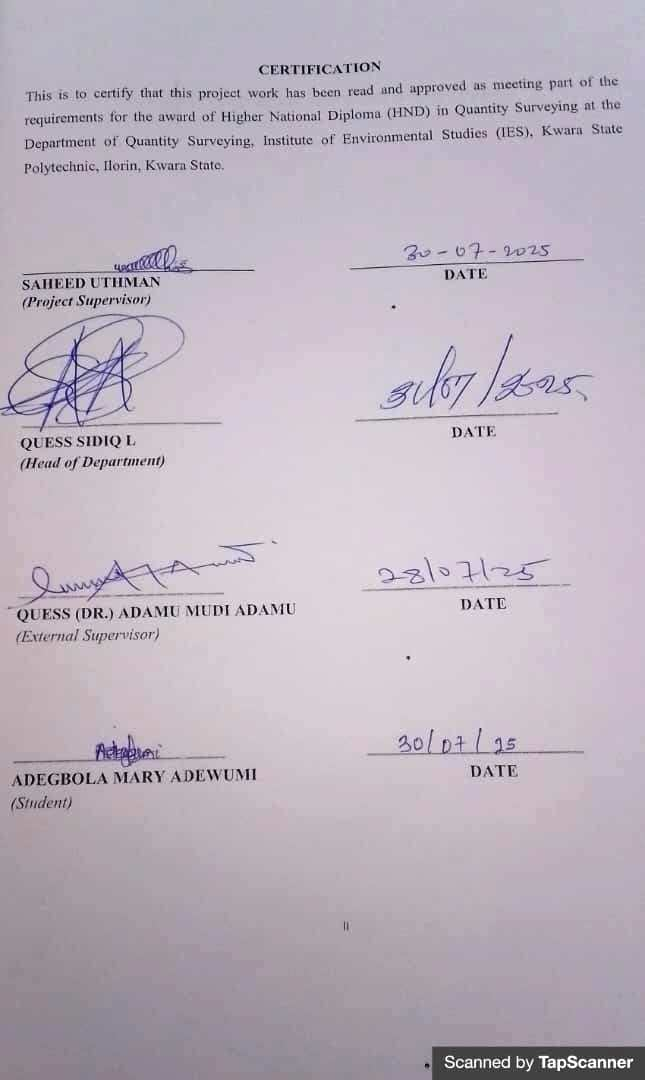 CERTIFICATION
This is to certify that this project work has been read and approved as meeting part of the
requirements for the award of Higher National Diploma (HND) in Quantity Surveying at the
Department of Quantity Surveying, Institute of Environmental Studies (IES), Kwara State
Polytechnic, Ilorin, Kwara State.
30-07-2025
SAHEED UTHMAN DATE
(Project Supervisor)
31/07/2025
QUESS SIDIQ L DATE
(Head of Department)
28/07/25
QUESS (DR.) ADAMU MUDI ADAMU DATE
(External Supervisor)
30/07/25
ADEGBOLA MARY ADEWUMI DATE
(Student)
II
Scanned by TapScanner